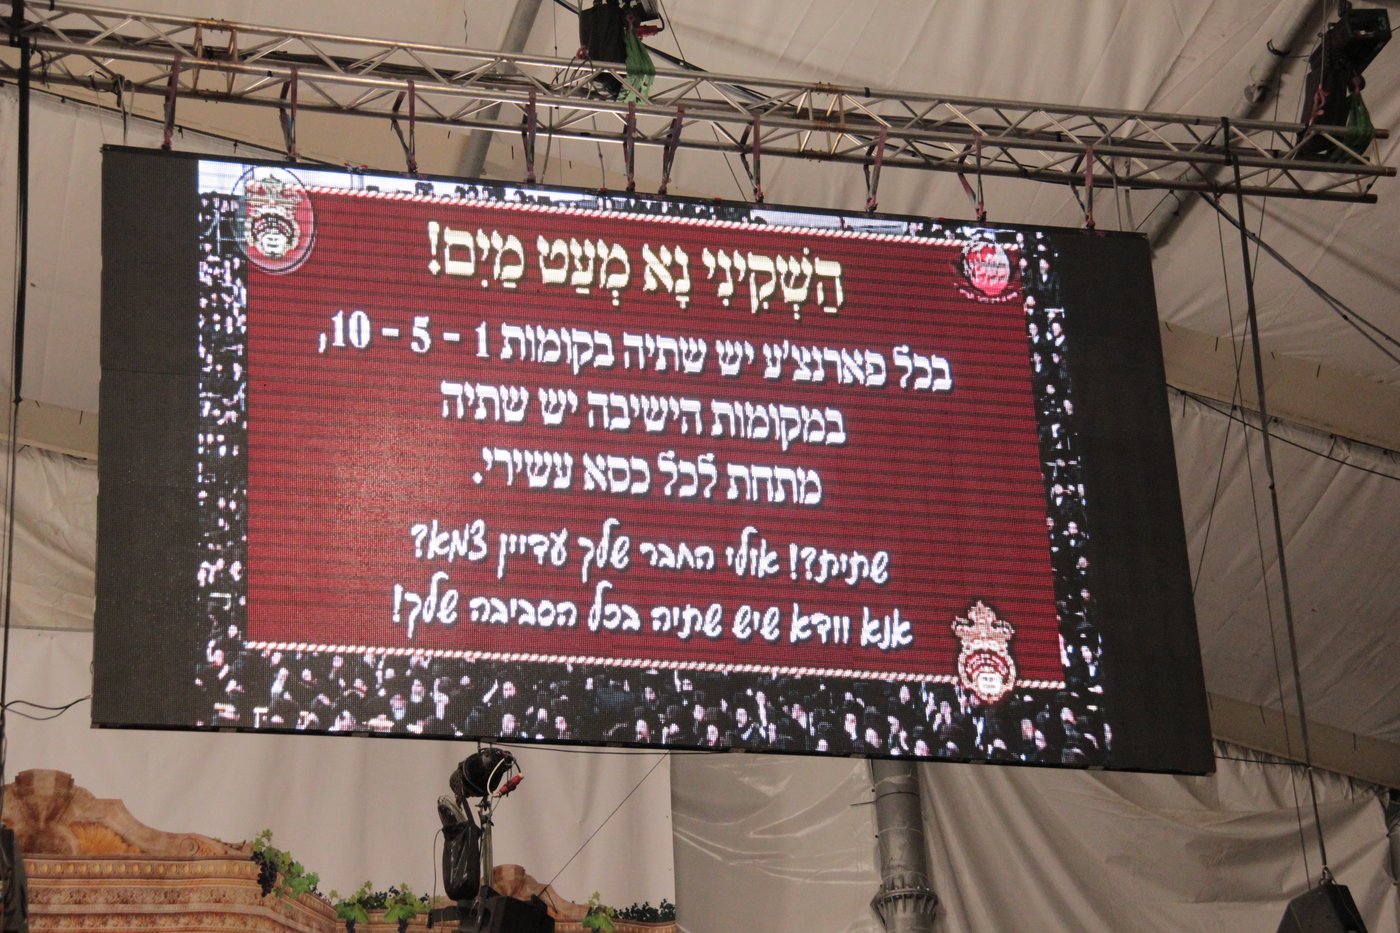 הַשְׁקִינִי נָא מְעַט מַיִם!
בכל פארנצ'ע יש שתיה בקומות 1 - 5 - 10,
במקומות הישיבה יש שתיה
מתחת לכל כסא עשירי.
שתית?! אולי החבר שלך עדיין צמא?
אנא וודא שיש שתיה בכל הסביבה שלך!